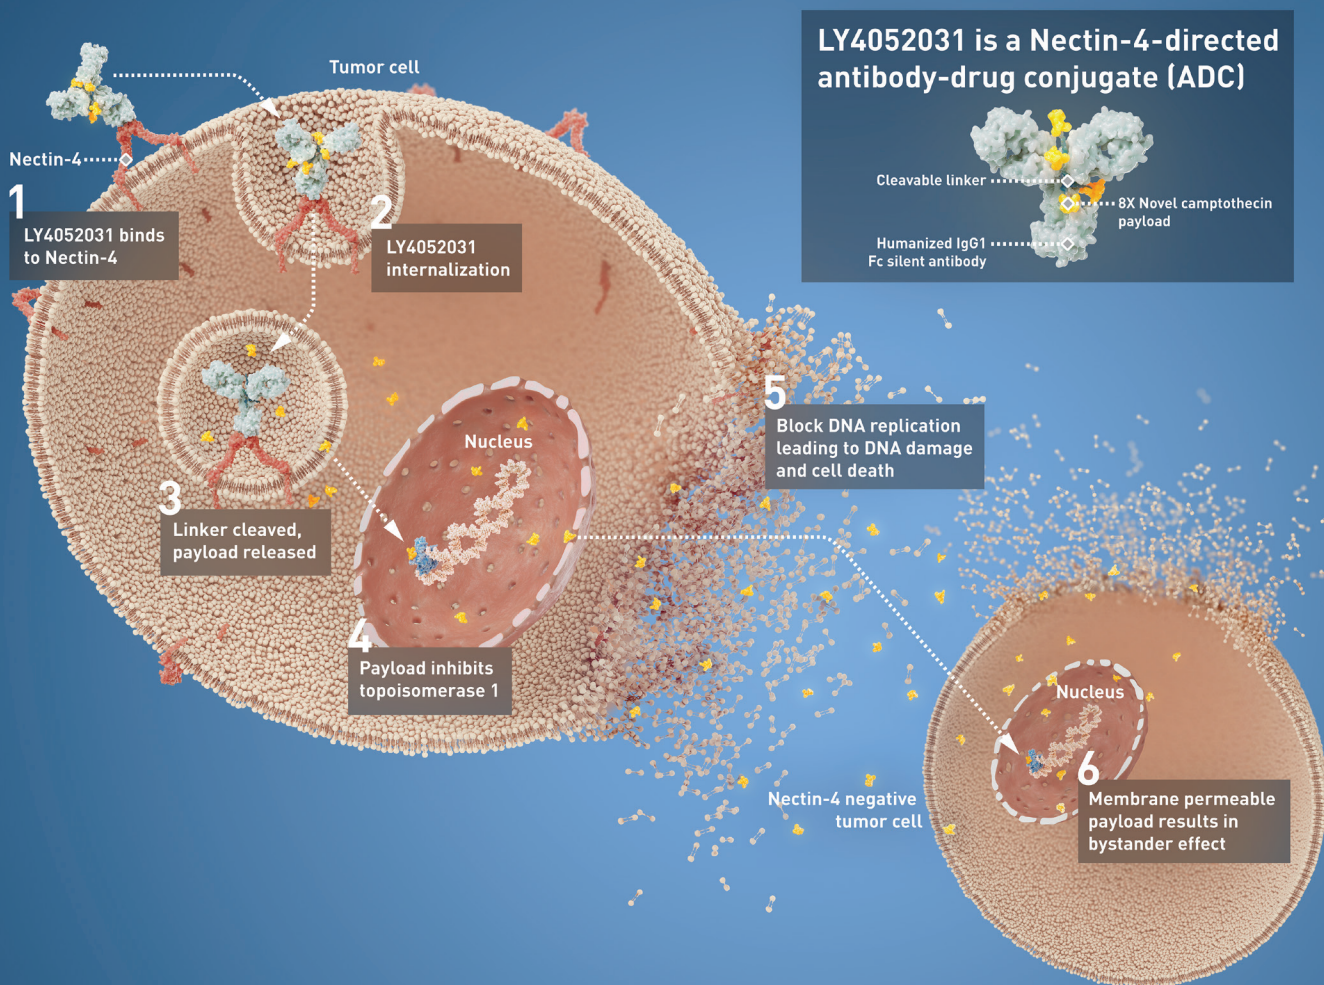 LY4052031 is a Nectin-4-directed
antibody-drug conjugate (ADC)
Cleavable linker
8X Novel camptothecin
payload
Humanized IgG1
Fc silent antibody
Tumor cell
Nectin-4
1
LY4052031 binds
to Nectin-4
2
LY4052031
internalization
3
Linker cleaved,
payload released
Nucleus
4
Payload inhibits
topoisomerase 1
5
Block DNA replication
leading to DNA damage
and cell death
Nectin-4 negative
tumor cell
Nucleus
6
Membrane permeable
payload results in
bystander effect